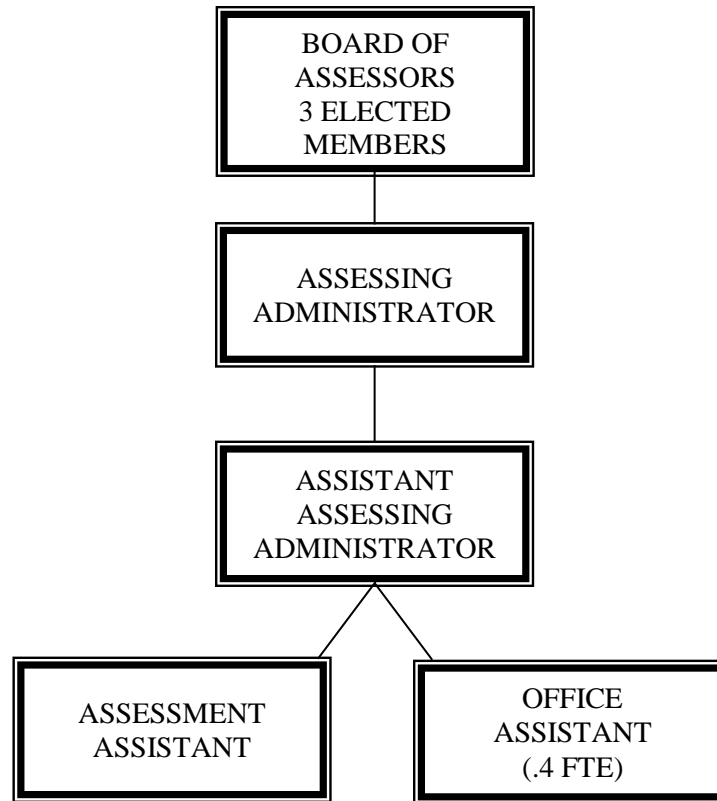 BOARD OF
ASSESSORS
3 ELECTED
MEMBERS
ASSESSING
ADMINISTRATOR
ASSISTANT
ASSESSING
ADMINISTRATOR
ASSESSMENT
ASSISTANT
OFFICE
ASSISTANT
(.4 FTE)